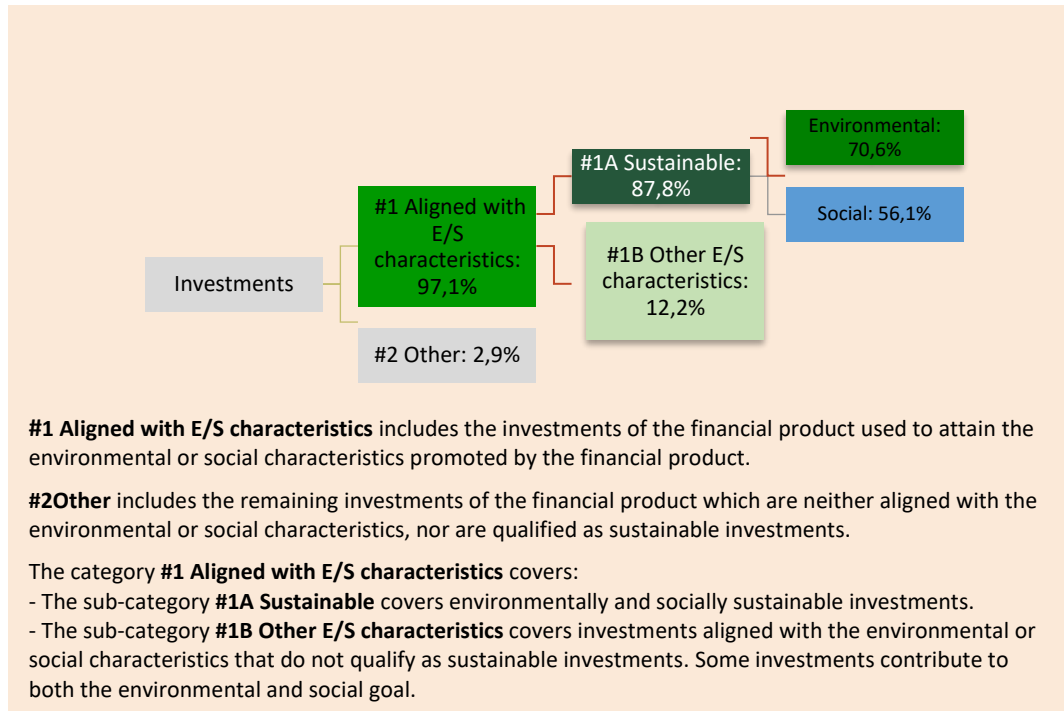 Investments
#1 Aligned with
E/S
characteristics:
97,1%
#2 Other: 2,9%
#1A Sustainable:
87,8%
#1B Other E/S
characteristics:
12,2%
Environmental:
70,6%
Social: 56,1%
#1 Aligned with E/S characteristics includes the investments of the financial product used to attain the
environmental or social characteristics promoted by the financial product.
#2Other includes the remaining investments of the financial product which are neither aligned with the
environmental or social characteristics, nor are qualified as sustainable investments.
The category #1 Aligned with E/S characteristics covers:
- The sub-category #1A Sustainable covers environmentally and socially sustainable investments.
- The sub-category #1B Other E/S characteristics covers investments aligned with the environmental or
social characteristics that do not qualify as sustainable investments. Some investments contribute to
both the environmental and social goal.